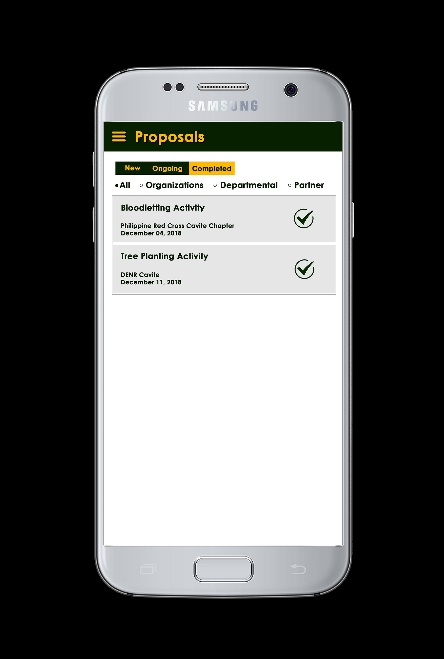 SAMSUNG
Proposals
New Ongoing Completed
All Organizations Departmental Partner
Bloodletting Activity
Philippine Red Cross Cavite Chapter
December 04, 2018
Tree Planting Activity
DENR Cavite
December 11, 2018